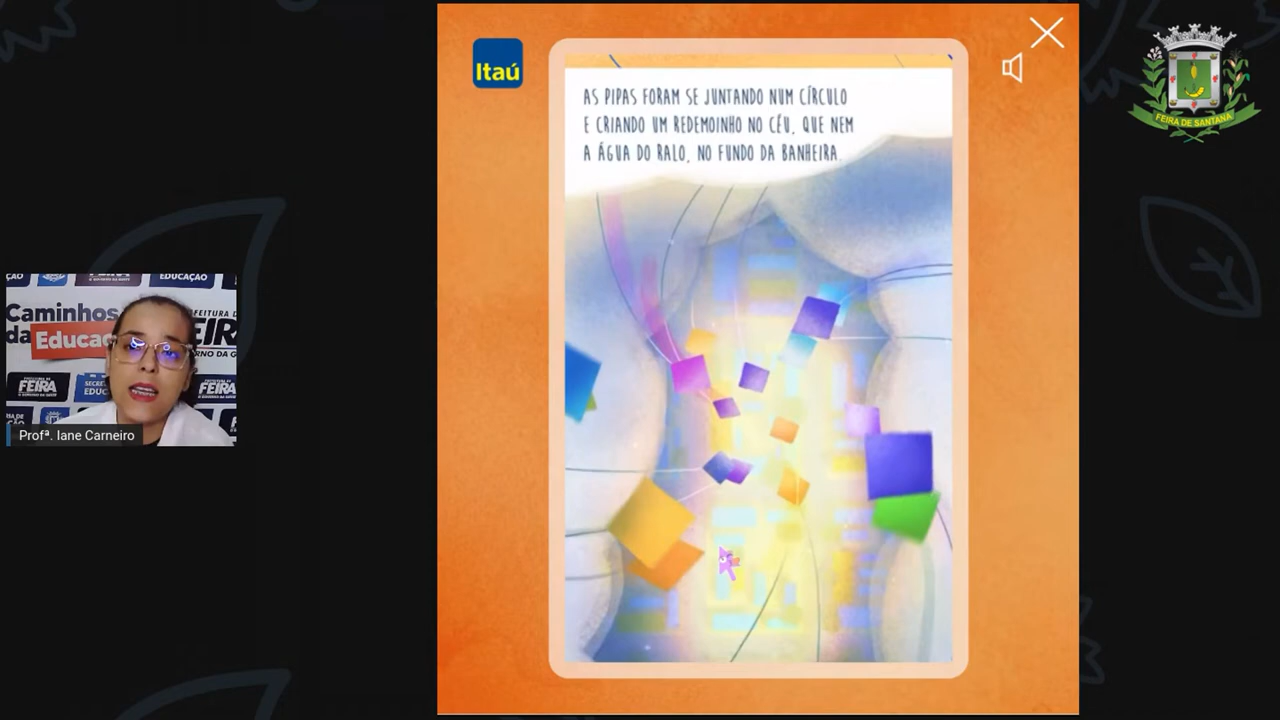 Itaú
AS PIPAS FORAM SE JUNTANDO NUM CÍRCULO
E CRIANDO UM REDEMOINHO NO CÉU, QUE NEM
A ÁGUA DO RALO, NO FUNDO DA BANHEIRA.
FEIRA DE SANTANA
EDUCAÇÃO
Caminhos
da Educa
FEIRA
Profª. Iane Carneiro